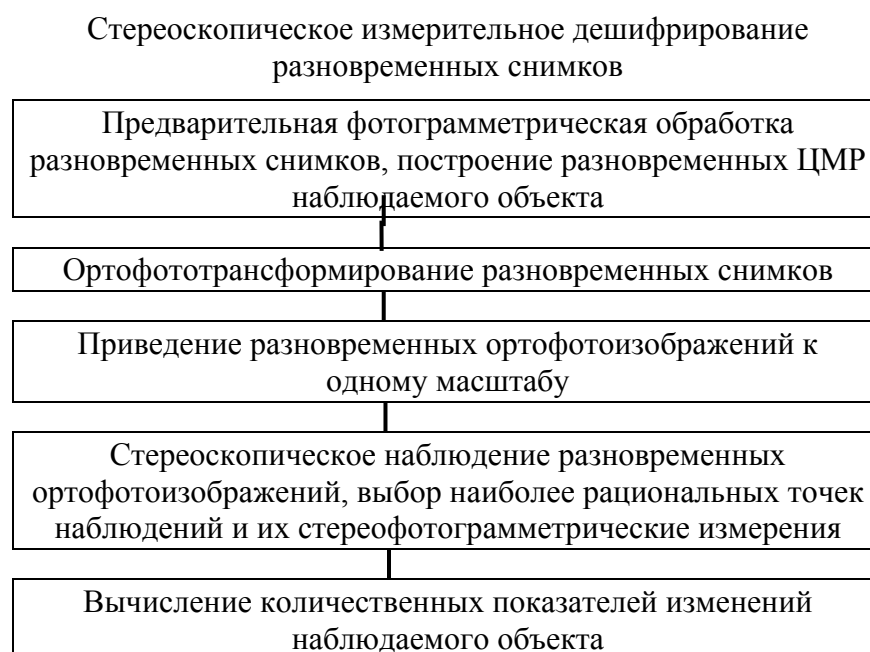 Стереоскопическое измерительное дешифрирование
разновременных снимков
Предварительная фотограмметрическая обработка
разновременных снимков, построение разновременных ЦМР
наблюдаемого объекта
Ортофототрансформирование разновременных снимков
Приведение разновременных ортофотоизображений к
одному масштабу
Стереоскопическое наблюдение разновременных
ортофотоизображений, выбор наиболее рациональных точек
наблюдений и их стереофотограмметрические измерения
Вычисление количественных показателей изменений
наблюдаемого объекта